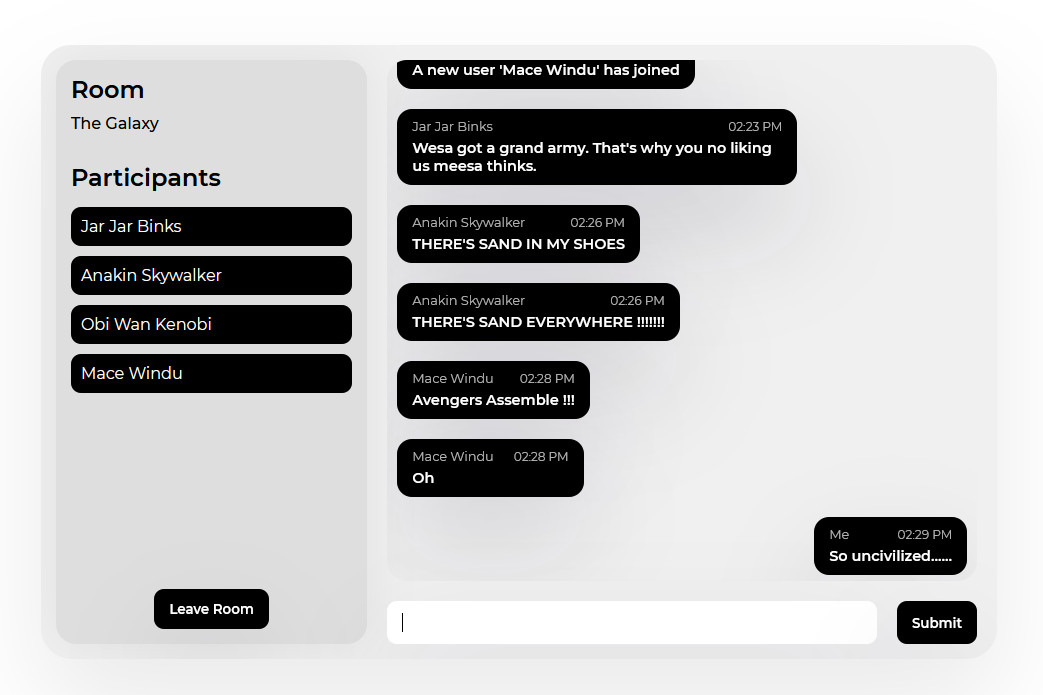 Room
The Galaxy
Participants
Jar Jar Binks
Anakin Skywalker
Obi Wan Kenobi
Mace Windu
Leave Room
A new user 'Mace Windu' has joined
Jar Jar Binks 02:23 PM
Wesa got a grand army. That's why you no liking
us meesa thinks.
Anakin Skywalker 02:26 PM
THERE'S SAND IN MY SHOES
Anakin Skywalker 02:26 PM
THERE'S SAND EVERYWHERE !!!!!!!
Mace Windu 02:28 PM
Avengers Assemble !!!
Mace Windu 02:28 PM
Oh
Me 02:29 PM
So uncivilized......
Submit